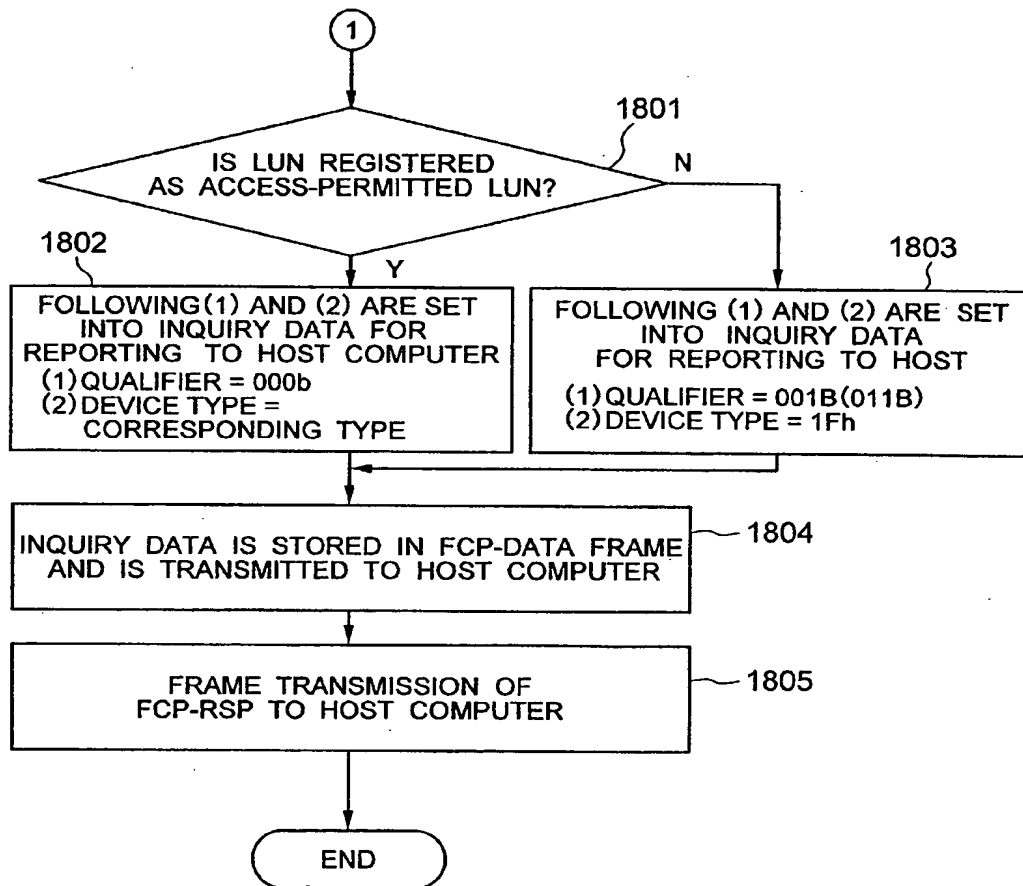 1
1801
IS LUN REGISTERED
AS ACCESS-PERMITTED LUN?
N
Y
1802
FOLLOWING(1) AND (2) ARE SET
INTO INQUIRY DATA FOR
REPORTING TO HOST COMPUTER
(1) QUALIFIER = 000b
(2) DEVICE TYPE =
CORRESPONDING TYPE
1803
FOLLOWING (1) AND (2) ARE SET
INTO INQUIRY DATA
FOR REPORTING TO HOST
(1) QUALIFIER = 001B(011B)
(2) DEVICE TYPE = 1Fh
INQUIRY DATA IS STORED IN FCP-DATA FRAME
AND IS TRANSMITTED TO HOST COMPUTER
1804
FRAME TRANSMISSION OF
FCP-RSP TO HOST COMPUTER
1805
END